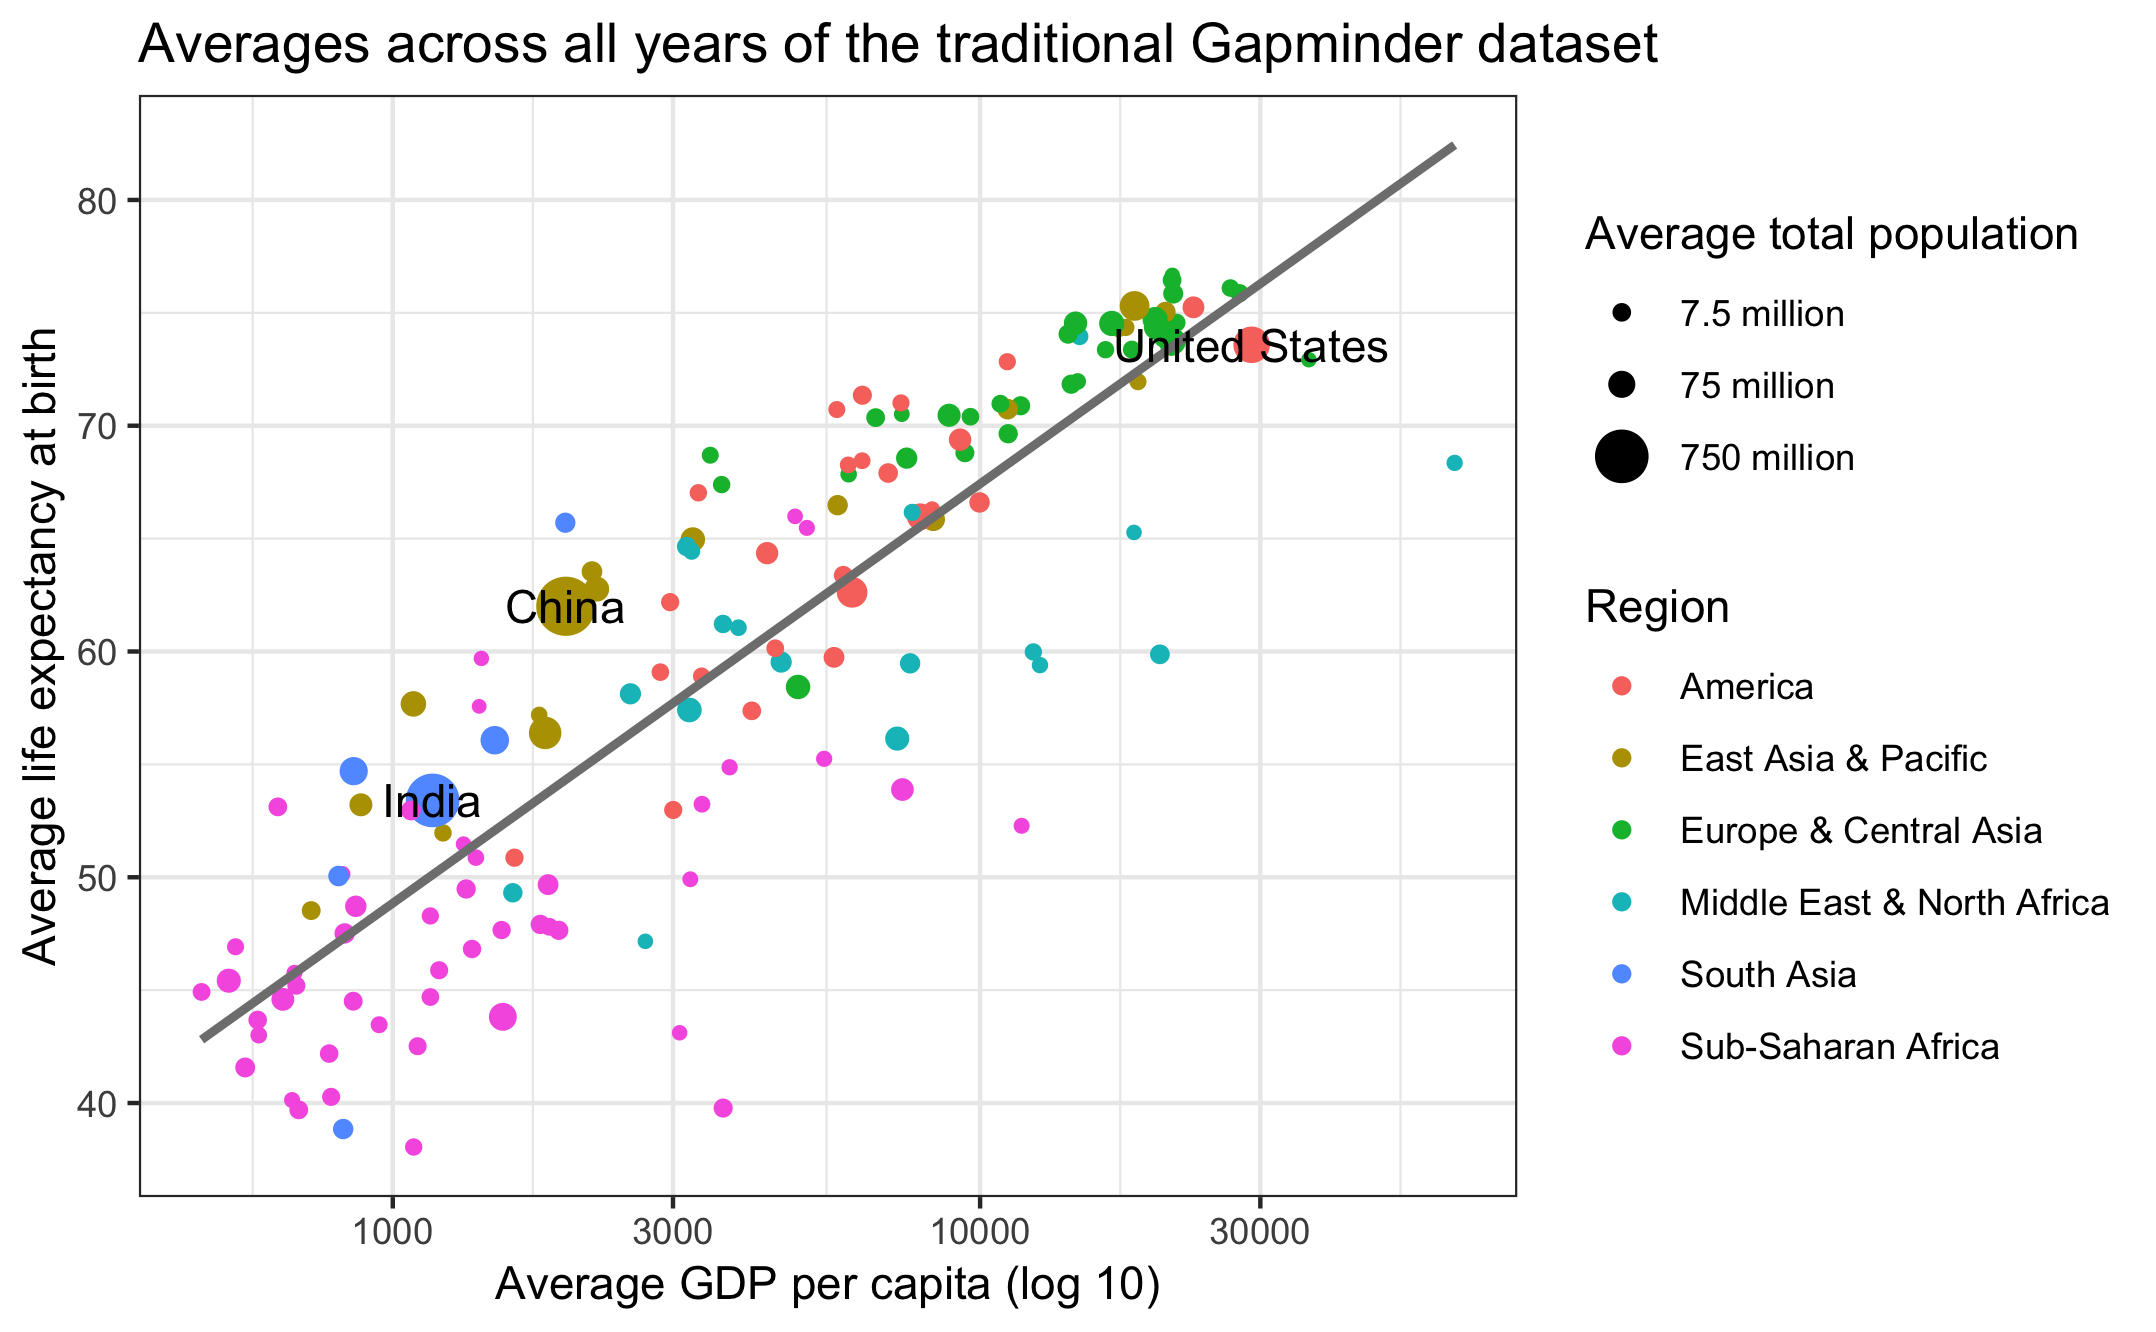 Averages across all years of the traditional Gapminder dataset
Average life expectancy at birth
80
70
60
50
40
United States
China
India
1000
3000
10000
30000
Average GDP per capita (log 10)
Average total population
7.5 million
75 million
750 million
Region
America
East Asia & Pacific
Europe & Central Asia
Middle East & North Africa
South Asia
Sub-Saharan Africa